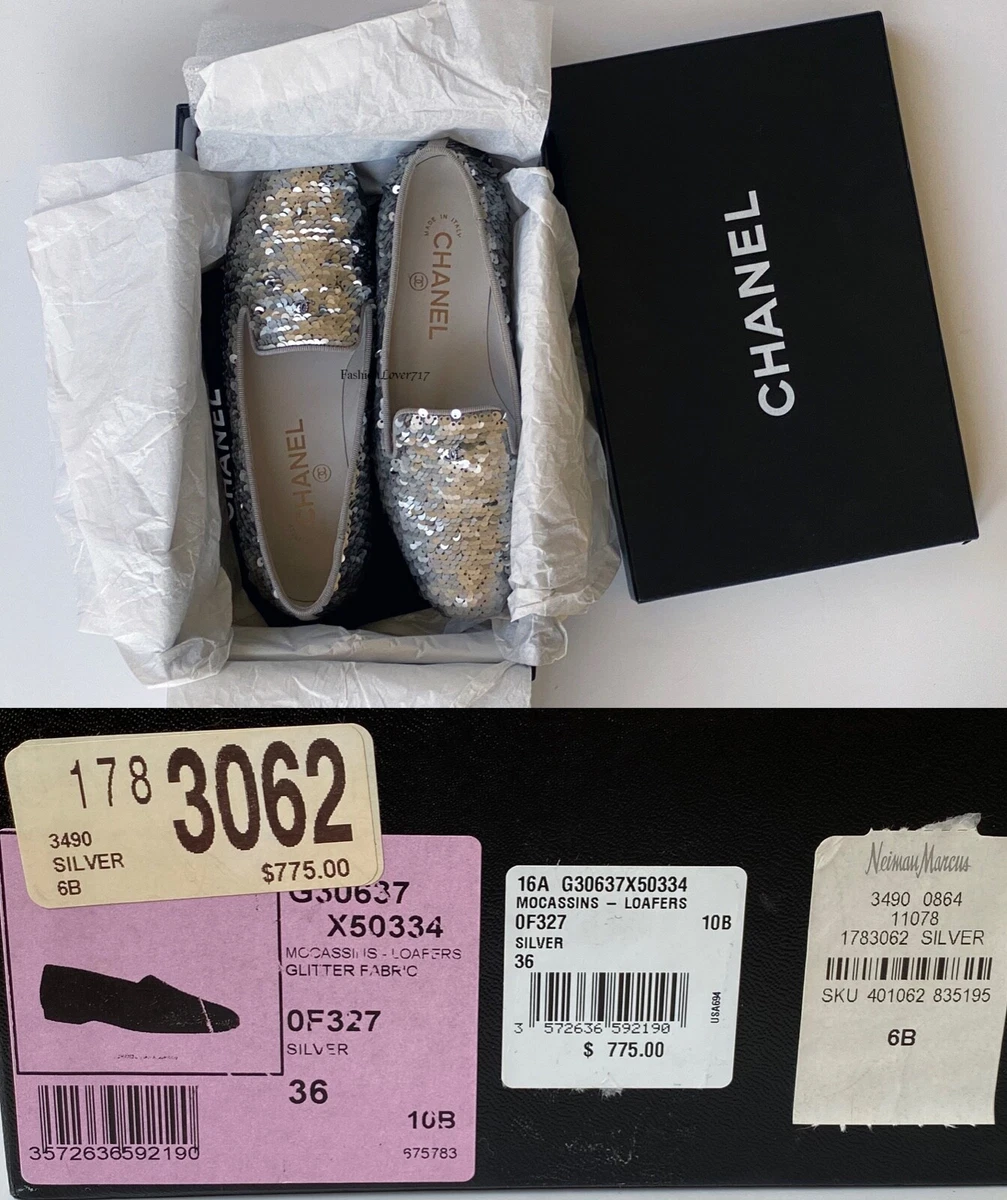 MADE IN ITALY
CHANEL
CHANEL
CHANEL
CHANEL
FashionLover717
178 3062
3490
SILVER
6B
$775.00
G30637
X50334
MOCASSINS - LOAFERS
GLITTER FABRIC
0F327
SILVER
36
10B
3572636592190
675783
16A G30637X50334
MOCASSINS – LOAFERS
0F327 10B
SILVER
36
USA694
3 572636 592190
$ 775.00
Neiman Marcus
3490 0864
11078
1783062 SILVER
SKU 401062 835195
6B